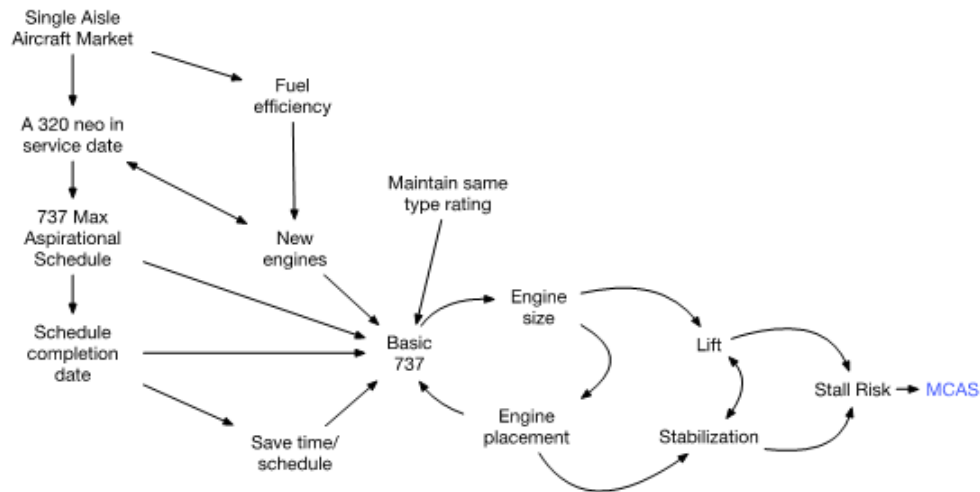 Single Aisle
Aircraft Market
Fuel
efficiency
A 320 neo in
service date
Maintain same
type rating
737 Max
Aspirational
Schedule
New
engines
Engine
size
Schedule
completion
date
Basic
737
Lift
Stall Risk
MCAS
Engine
placement
Stabilization
Save time/
schedule